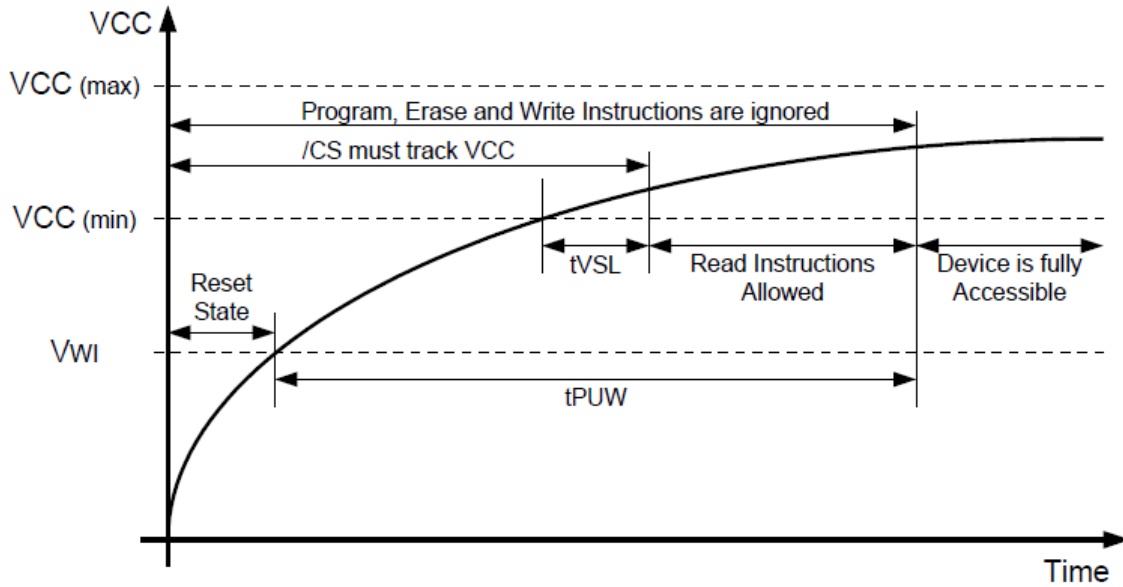 VCC
VCC (max)
Program, Erase and Write Instructions are ignored
/CS must track VCC
VCC (min)
tVSL
Read Instructions
Allowed
Device is fully
Accessible
Reset
State
VWI
tPUW
Time